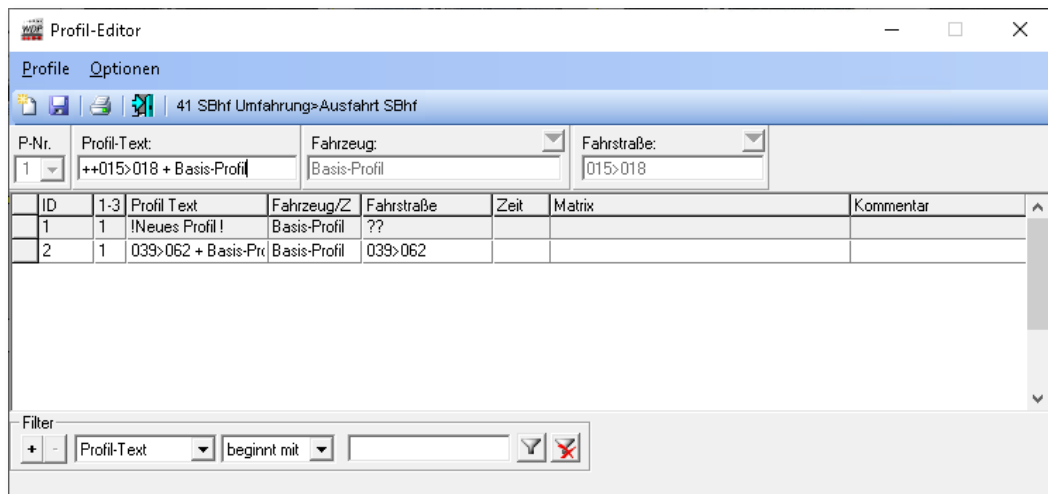 WDP Profil-Editor
Profile Optionen
41 SBhf Umfahrung>Ausfahrt SBhf
P-Nr. Profil-Text: Fahrzeug: Fahrstraße:
1 ++015>018 + Basis-Profil Basis-Profil 015>018
ID 1-3 Profil Text Fahrzeug/Z Fahrstraße Zeit Matrix Kommentar
1 1 !Neues Profil ! Basis-Profil ??
2 1 039>062 + Basis-Pro Basis-Profil 039>062
Filter
+ - Profil-Text beginnt mit